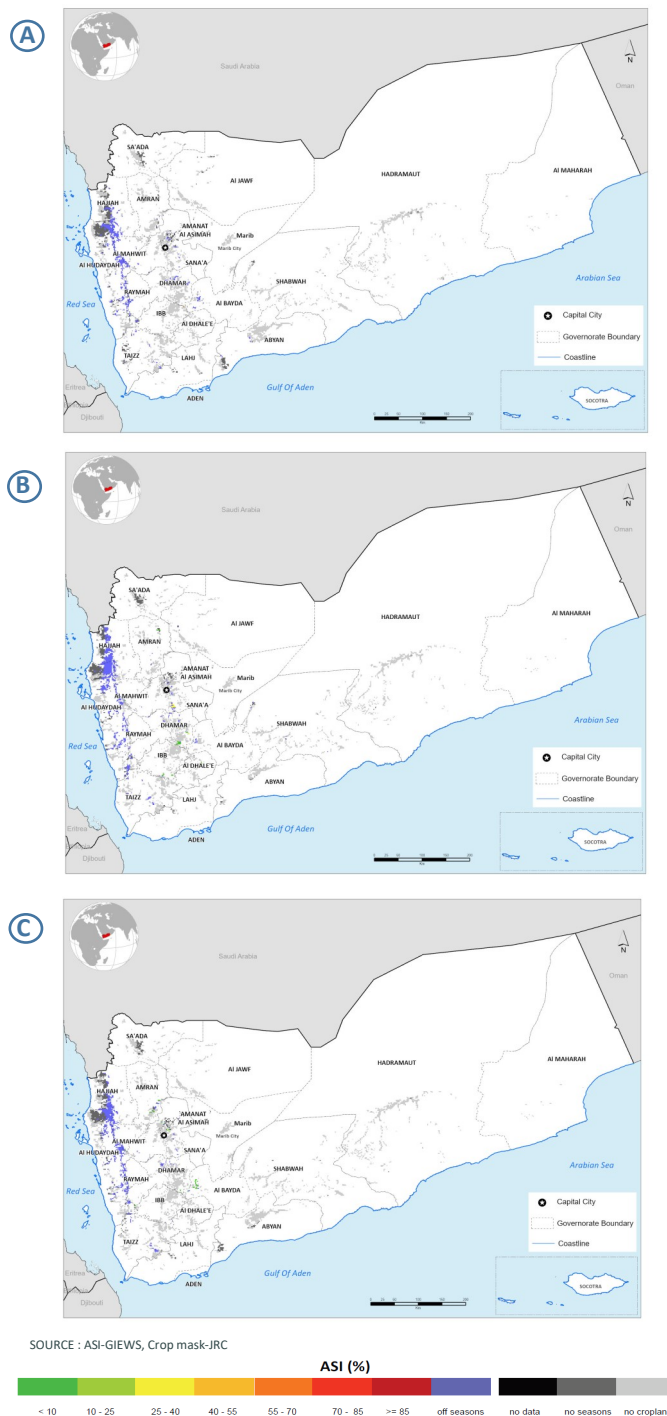 A
Saudi Arabia
N
Oman
SA'ADA
Al JAWF
HADRAMAUT
Al MAHARAH
HAJJAH
AMRAN
AMANAT
Al ASIMAH
Marib
Marib City
Al MAHWIT
Al HUDAYDAH
SANA'A
Red Sea
RAYMAH
DHAMAR
SHABWAH
Arabian Sea
Al BAYDA
IBB
Al DHALE'E
ABYAN
TAIZZ
LAHJ
ADEN
Gulf Of Aden
Eritrea
Djibouti
Capital City
Governorate Boundary
Coastline
SOCOTRA
B
Saudi Arabia
N
Oman
SA'ADA
Al JAWF
HADRAMAUT
Al MAHARAH
HAJJAH
AMRAN
AMANAT
Al ASIMAH
Marib
Marib City
Al MAHWIT
Al HUDAYDAH
SANA'A
Red Sea
RAYMAH
DHAMAR
SHABWAH
Arabian Sea
Al BAYDA
IBB
Al DHALE'E
ABYAN
TAIZZ
LAHJ
ADEN
Gulf Of Aden
Eritrea
Djibouti
Capital City
Governorate Boundary
Coastline
SOCOTRA
C
Saudi Arabia
N
Oman
SA'ADA
Al JAWF
HADRAMAUT
Al MAHARAH
HAJJAH
AMRAN
AMANAT
Al ASIMAH
Marib
Marib City
Al MAHWIT
Al HUDAYDAH
SANA'A
Red Sea
RAYMAH
DHAMAR
SHABWAH
Arabian Sea
Al BAYDA
IBB
Al DHALE'E
ABYAN
TAIZZ
LAHJ
ADEN
Gulf Of Aden
Eritrea
Djibouti
Capital City
Governorate Boundary
Coastline
SOCOTRA
SOURCE : ASI-GIEWS, Crop mask-JRC
ASI (%)
< 10 10 - 25 25 - 40 40 - 55 55 - 70 70 - 85 >= 85 off seasons no data no seasons no cropland